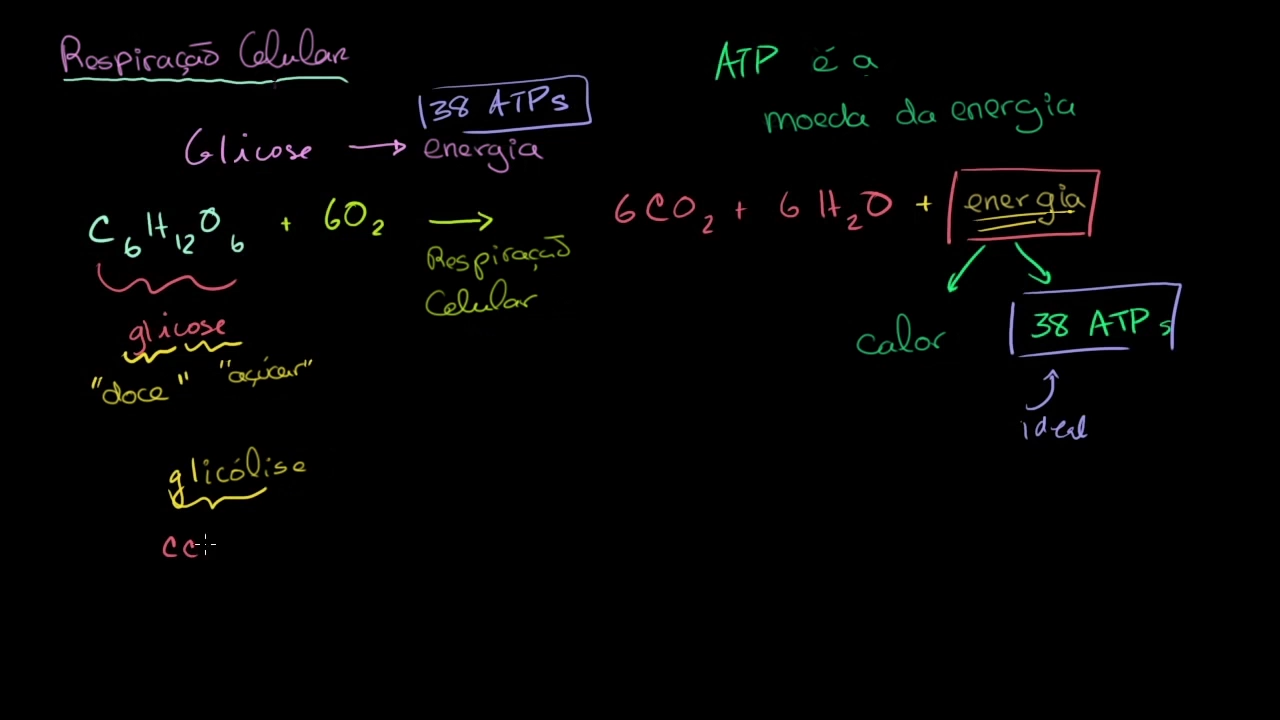 Respiração Celular
ATP é a
moeda da energia
38 ATPs
Glicose → energia
C₆H₁₂O₆ + 6O₂ → 6CO₂ + 6H₂O + energia
Respiração
Celular
glicose
"doce" "açúcar"
calor
38 ATPs
ideal
glicólise
CC